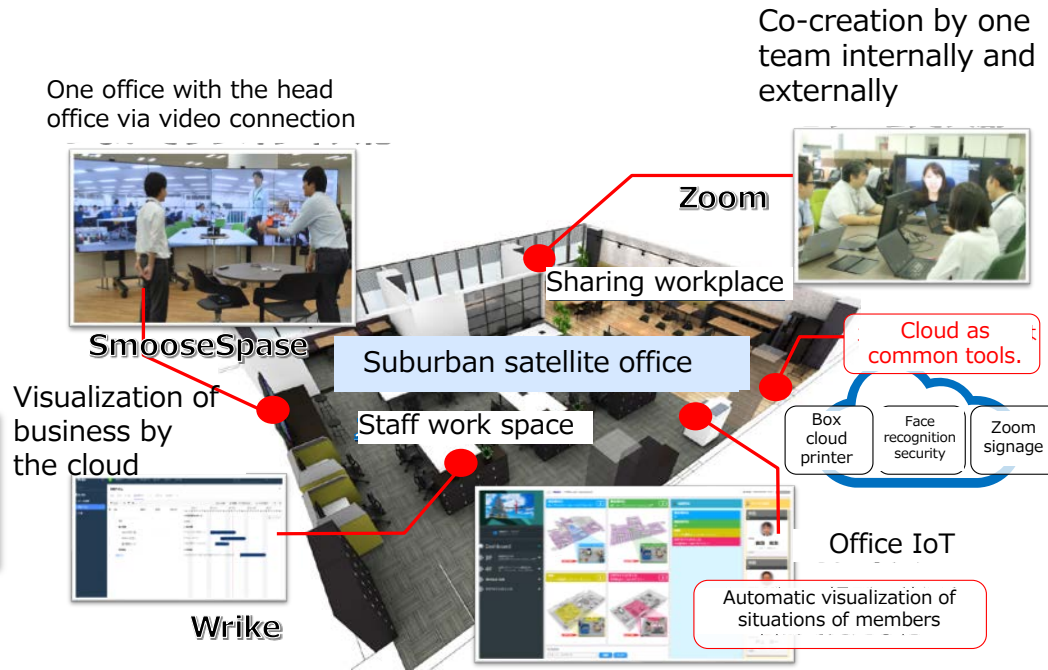 Co-creation by one
team internally and
externally
One office with the head
office via video connection
Zoom
Sharing workplace
SmooseSpase
Suburban satellite office
Cloud as
common tools.
Visualization of
business by
the cloud
Staff work space
Box
cloud
printer
Face
recognition
security
Zoom
signage
Office IoT
Automatic visualization of
situations of members
Wrike